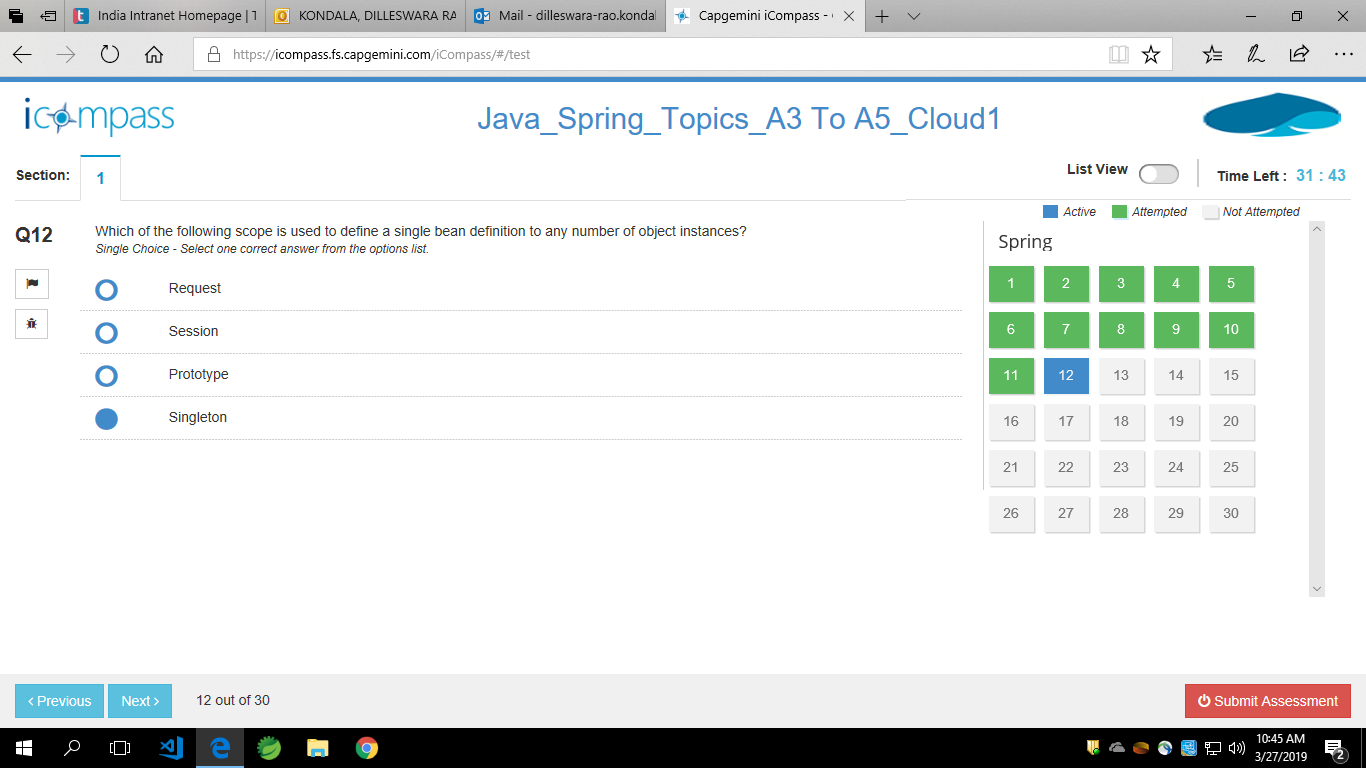 India Intranet Homepage | T
KONDALA, DILLESWARA RA
Mail - dilleswara-rao.kondal
Capgemini iCompass -
https://icompass.fs.capgemini.com/iCompass/#/test
icompass
Java_Spring_Topics_A3 To A5_Cloud1
Section:
1
List View
Time Left : 31 : 43
Active
Attempted
Not Attempted
Q12
Which of the following scope is used to define a single bean definition to any number of object instances?
Single Choice - Select one correct answer from the options list.
Request
Session
Prototype
Singleton
Spring
1 2 3 4 5
6 7 8 9 10
11 12 13 14 15
16 17 18 19 20
21 22 23 24 25
26 27 28 29 30
‹ Previous
Next ›
12 out of 30
Submit Assessment
10:45 AM
3/27/2019
2